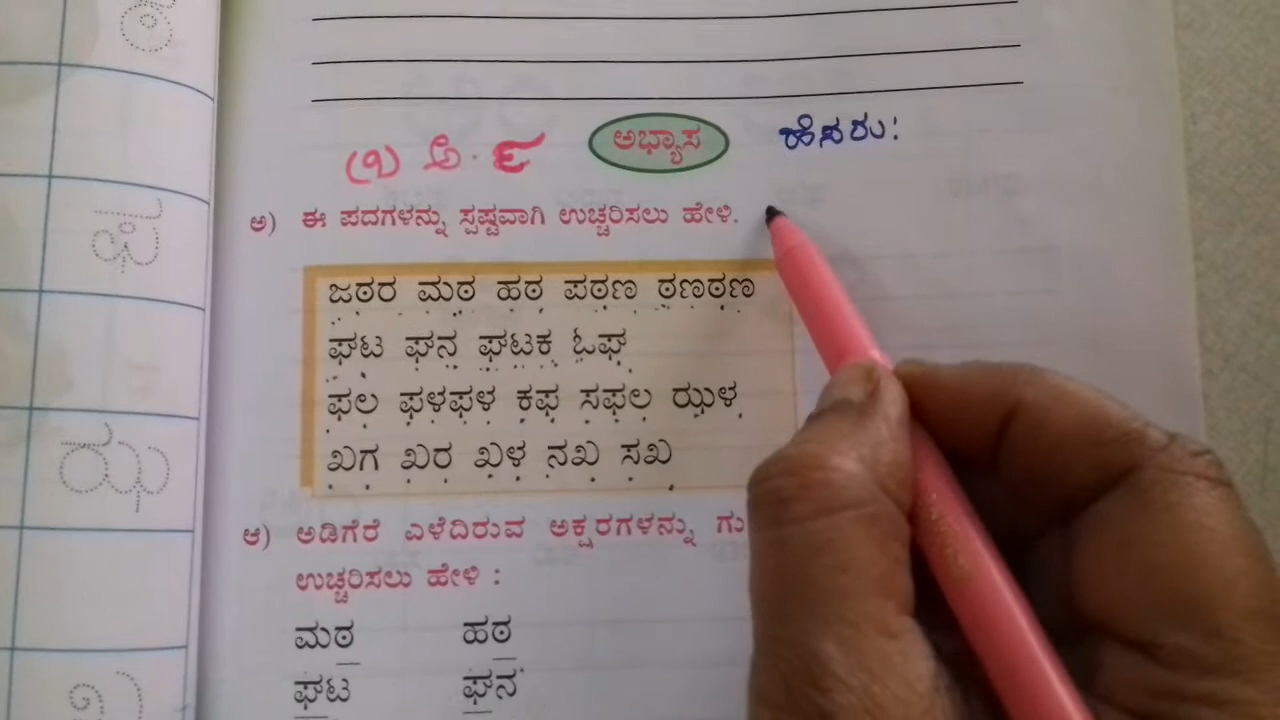 (೧) ಅ. ೯ ಅಭ್ಯಾಸ ಹೆಸರು:
ಅ) ಈ ಪದಗಳನ್ನು ಸ್ಪಷ್ಟವಾಗಿ ಉಚ್ಚರಿಸಲು ಹೇಳಿ.
ಜಠರ ಮಠ ಹಠ ಪಠಣ ಠಣಠಣ
ಘಟ ಘನ ಘಟಕ ಓಘ
ಫಲ ಫಳಫಳ ಕಫ ಸಫಲ ಝಳ
ಖಗ ಖರ ಖಳ ನಖ ಸಖ
ಆ) ಅಡಿಗೆರೆ ಎಳೆದಿರುವ ಅಕ್ಷರಗಳನ್ನು ಗು
ಉಚ್ಚರಿಸಲು ಹೇಳಿ :
ಮಠ ಹಠ
ಘಟ ಘನ
ಘ
ಝ